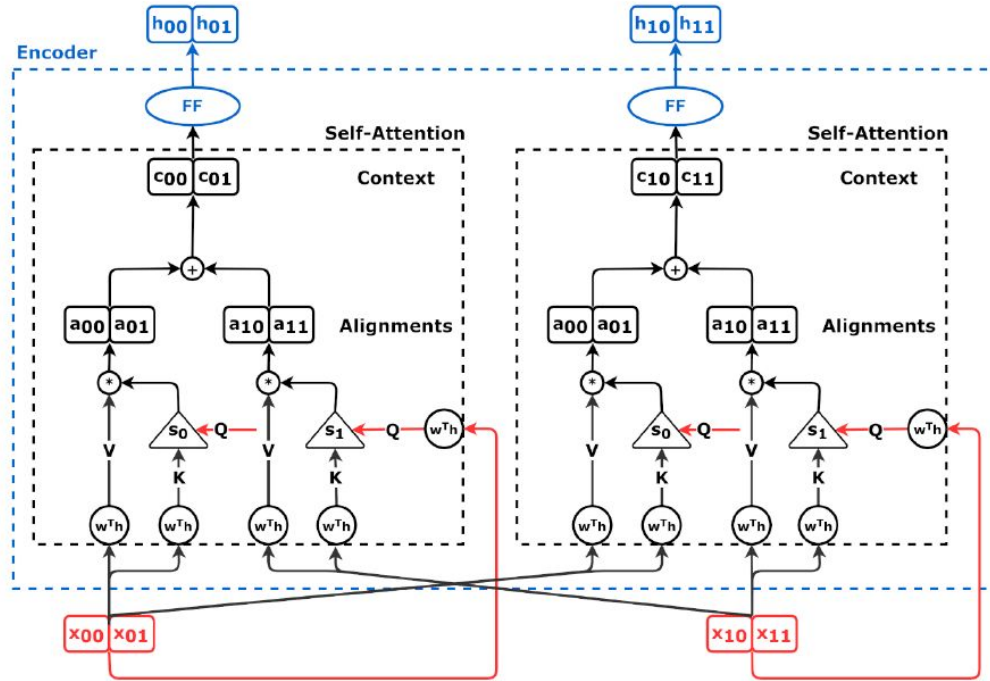 h00 h01 h10 h11
Encoder
FF FF
Self-Attention Self-Attention
c00 c01 Context c10 c11 Context
+ +
a00 a01 a10 a11 Alignments a00 a01 a10 a11 Alignments
* * * *
s0 Q s1 Q wᵀh s0 Q s1 Q wᵀh
V V V V
K K K K
wᵀh wᵀh wᵀh wᵀh wᵀh wᵀh wᵀh wᵀh
x00 x01 x10 x11